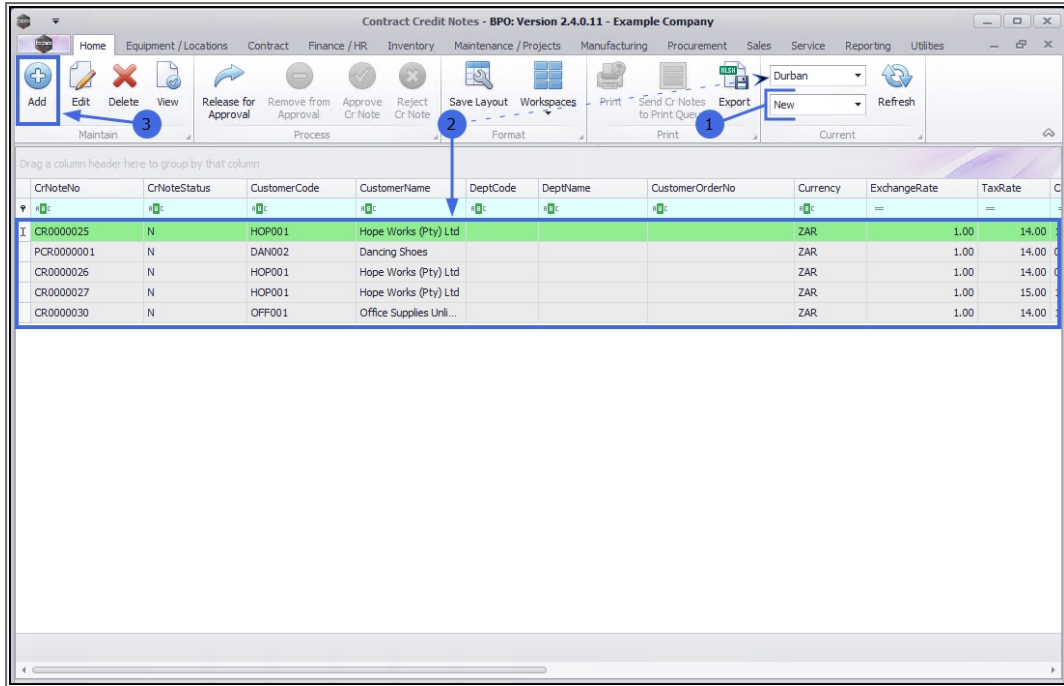 Contract Credit Notes - BPO: Version 2.4.0.11 - Example Company
Home Equipment / Locations Contract Finance / HR Inventory Maintenance / Projects Manufacturing Procurement Sales Service Reporting Utilities
Add Edit Delete View Release for Approval Remove from Approval Approve Cr Note Reject Cr Note Save Layout Workspaces Print Send Cr Notes to Print Queue Export Durban New Refresh
3 2 1
Maintain Process Format Print Current
Drag a column header here to group by that column
CrNoteNo CrNoteStatus CustomerCode CustomerName DeptCode DeptName CustomerOrderNo Currency ExchangeRate TaxRate C
= =
CR0000025 N HOP001 Hope Works (Pty) Ltd ZAR 1.00 14.00
PCR0000001 N DAN002 Dancing Shoes ZAR 1.00 14.00
CR0000026 N HOP001 Hope Works (Pty) Ltd ZAR 1.00 14.00
CR0000027 N HOP001 Hope Works (Pty) Ltd ZAR 1.00 15.00
CR0000030 N OFF001 Office Supplies Unli... ZAR 1.00 14.00